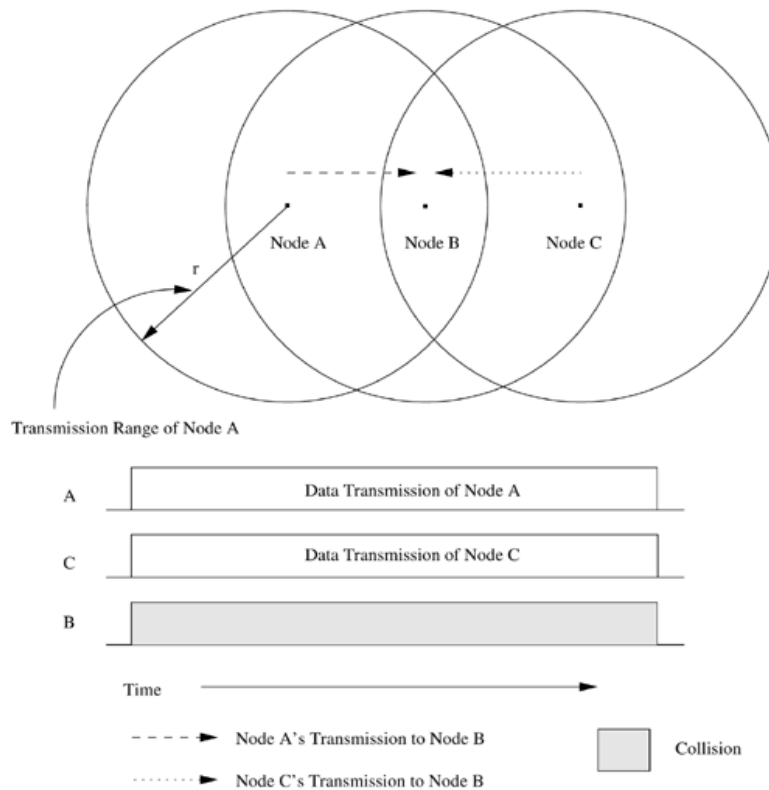 Node A
Node B
Node C
r
Transmission Range of Node A
A
Data Transmission of Node A
C
Data Transmission of Node C
B
Time
Node A's Transmission to Node B
Collision
Node C's Transmission to Node B